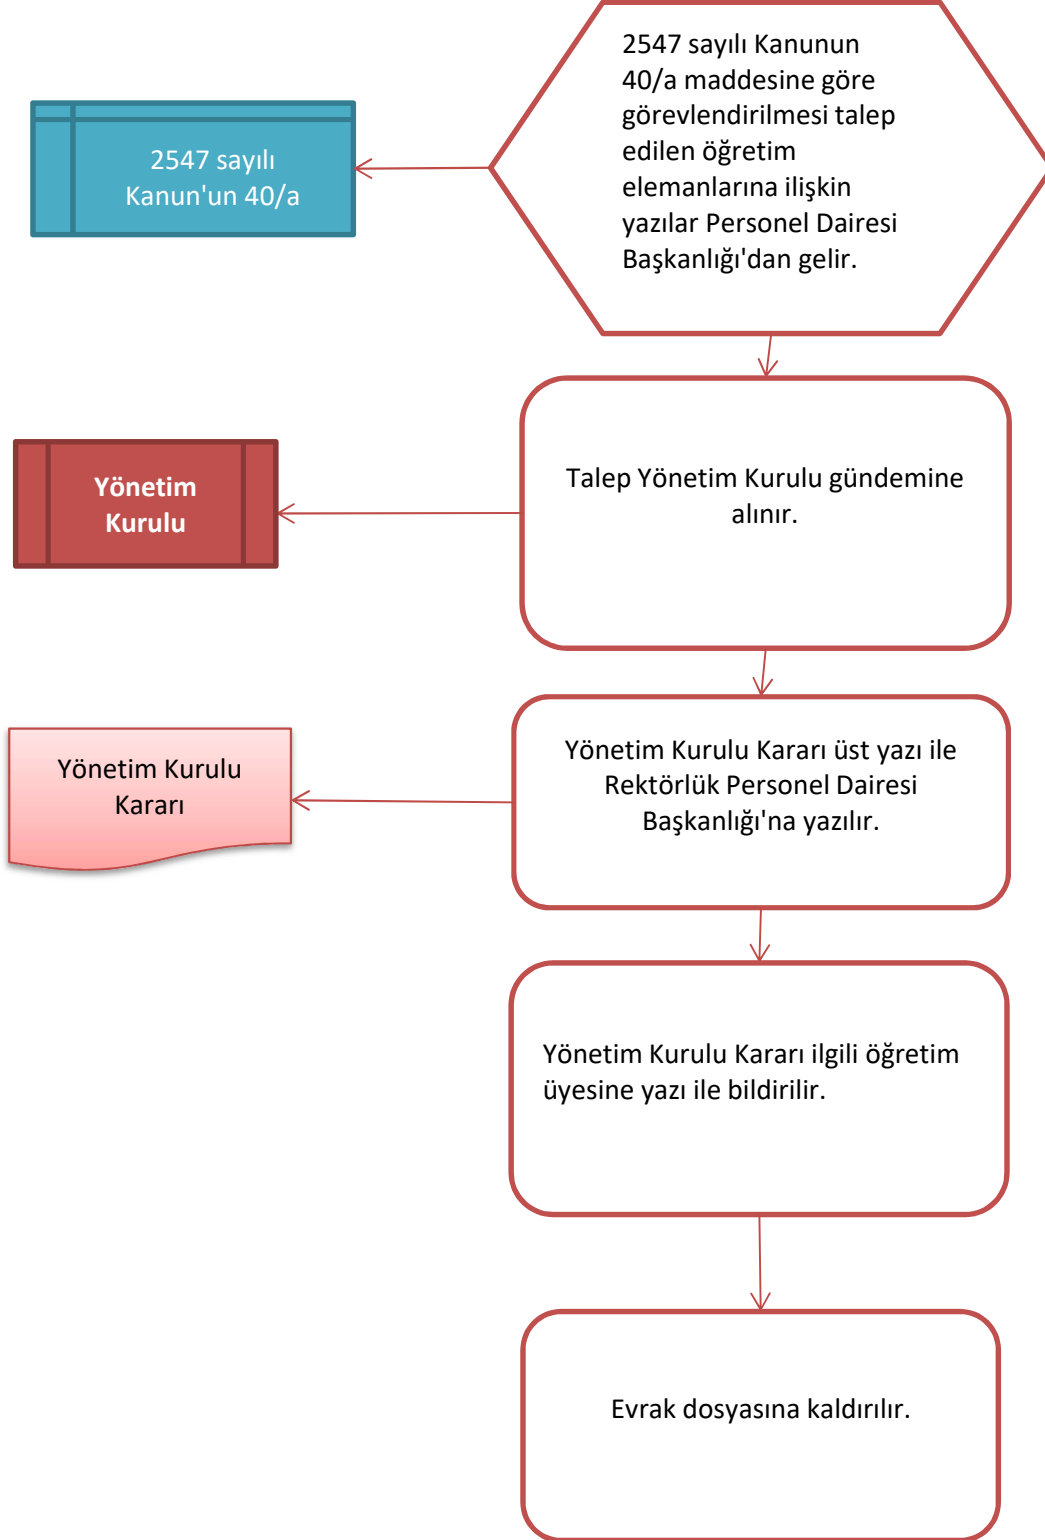 2547 sayılı Kanunun
40/a maddesine göre
görevlendirilmesi talep
edilen öğretim
elemanlarına ilişkin
yazılar Personel Dairesi
Başkanlığı'dan gelir.
2547 sayılı
Kanun'un 40/a
Talep Yönetim Kurulu gündemine
alınır.
Yönetim
Kurulu
Yönetim Kurulu Kararı üst yazı ile
Rektörlük Personel Dairesi
Başkanlığı'na yazılır.
Yönetim Kurulu
Kararı
Yönetim Kurulu Kararı ilgili öğretim
üyesine yazı ile bildirilir.
Evrak dosyasına kaldırılır.